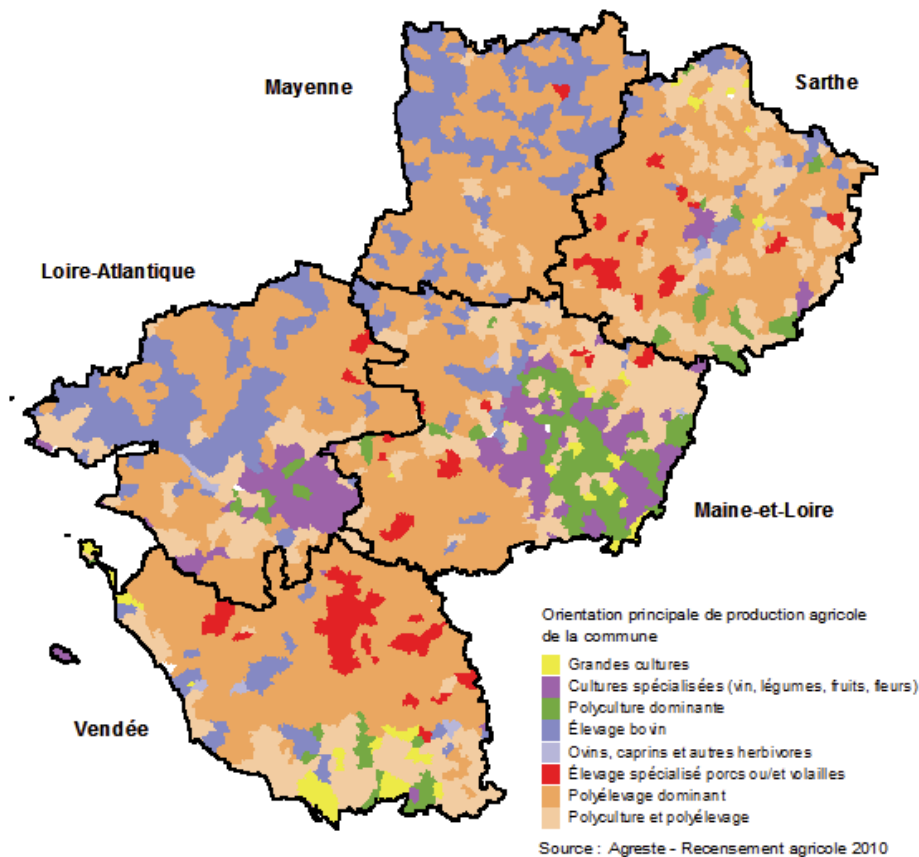 Mayenne
Sarthe
Loire-Atlantique
Maine-et-Loire
Vendée
Orientation principale de production agricole
de la commune
Grandes cultures
Cultures spécialisées (vin, légumes, fruits, fleurs)
Polyculture dominante
Élevage bovin
Ovins, caprins et autres herbivores
Élevage spécialisé porcs ou/et volailles
Polyélevage dominant
Polyculture et polyélevage
Source : Agreste - Recensement agricole 2010